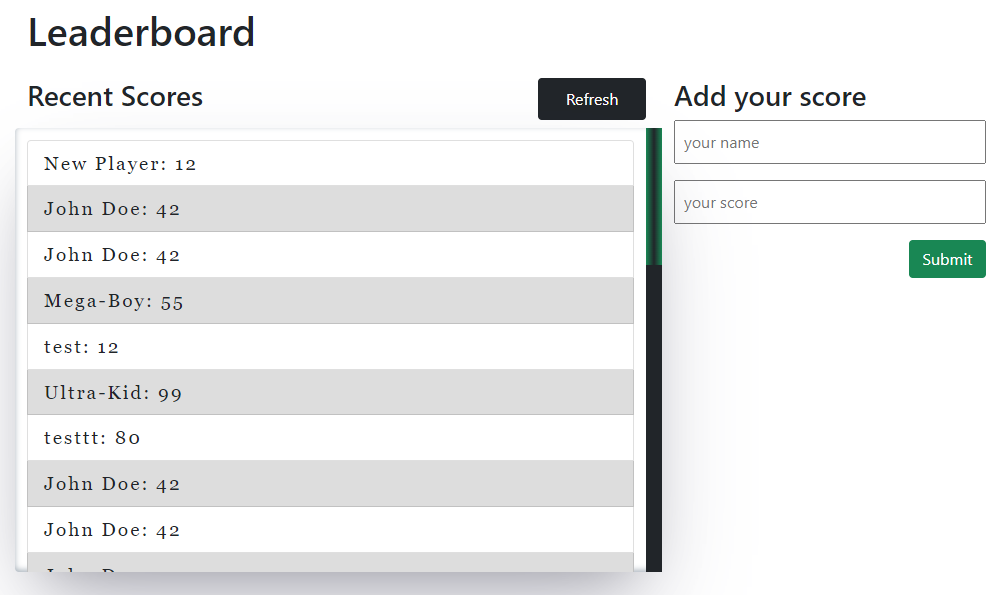 Leaderboard
Recent Scores
Refresh
New Player: 12
John Doe: 42
John Doe: 42
Mega-Boy: 55
test: 12
Ultra-Kid: 99
testtt: 80
John Doe: 42
John Doe: 42
Add your score
your name
your score
Submit